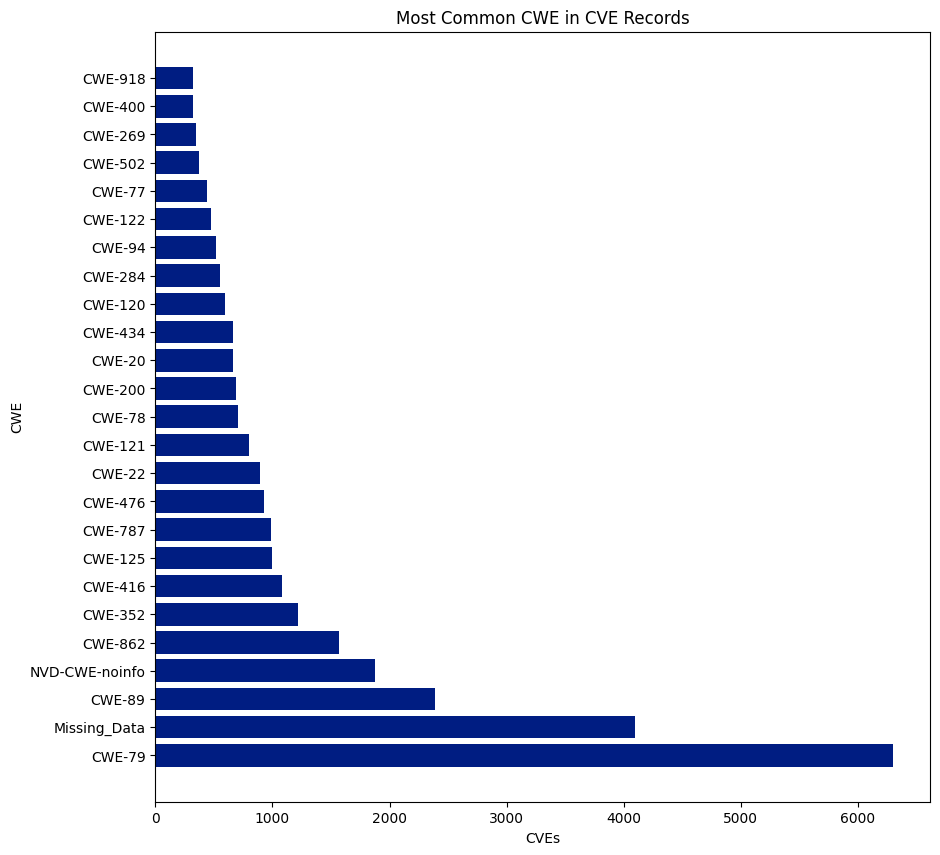 Most Common CWE in CVE Records
CWE-918
CWE-400
CWE-269
CWE-502
CWE-77
CWE-122
CWE-94
CWE-284
CWE-120
CWE-434
CWE-20
CWE-200
CWE-78
CWE-121
CWE-22
CWE-476
CWE-787
CWE-125
CWE-416
CWE-352
CWE-862
NVD-CWE-noinfo
CWE-89
Missing_Data
CWE-79
CWE
0 1000 2000 3000 4000 5000 6000
CVEs